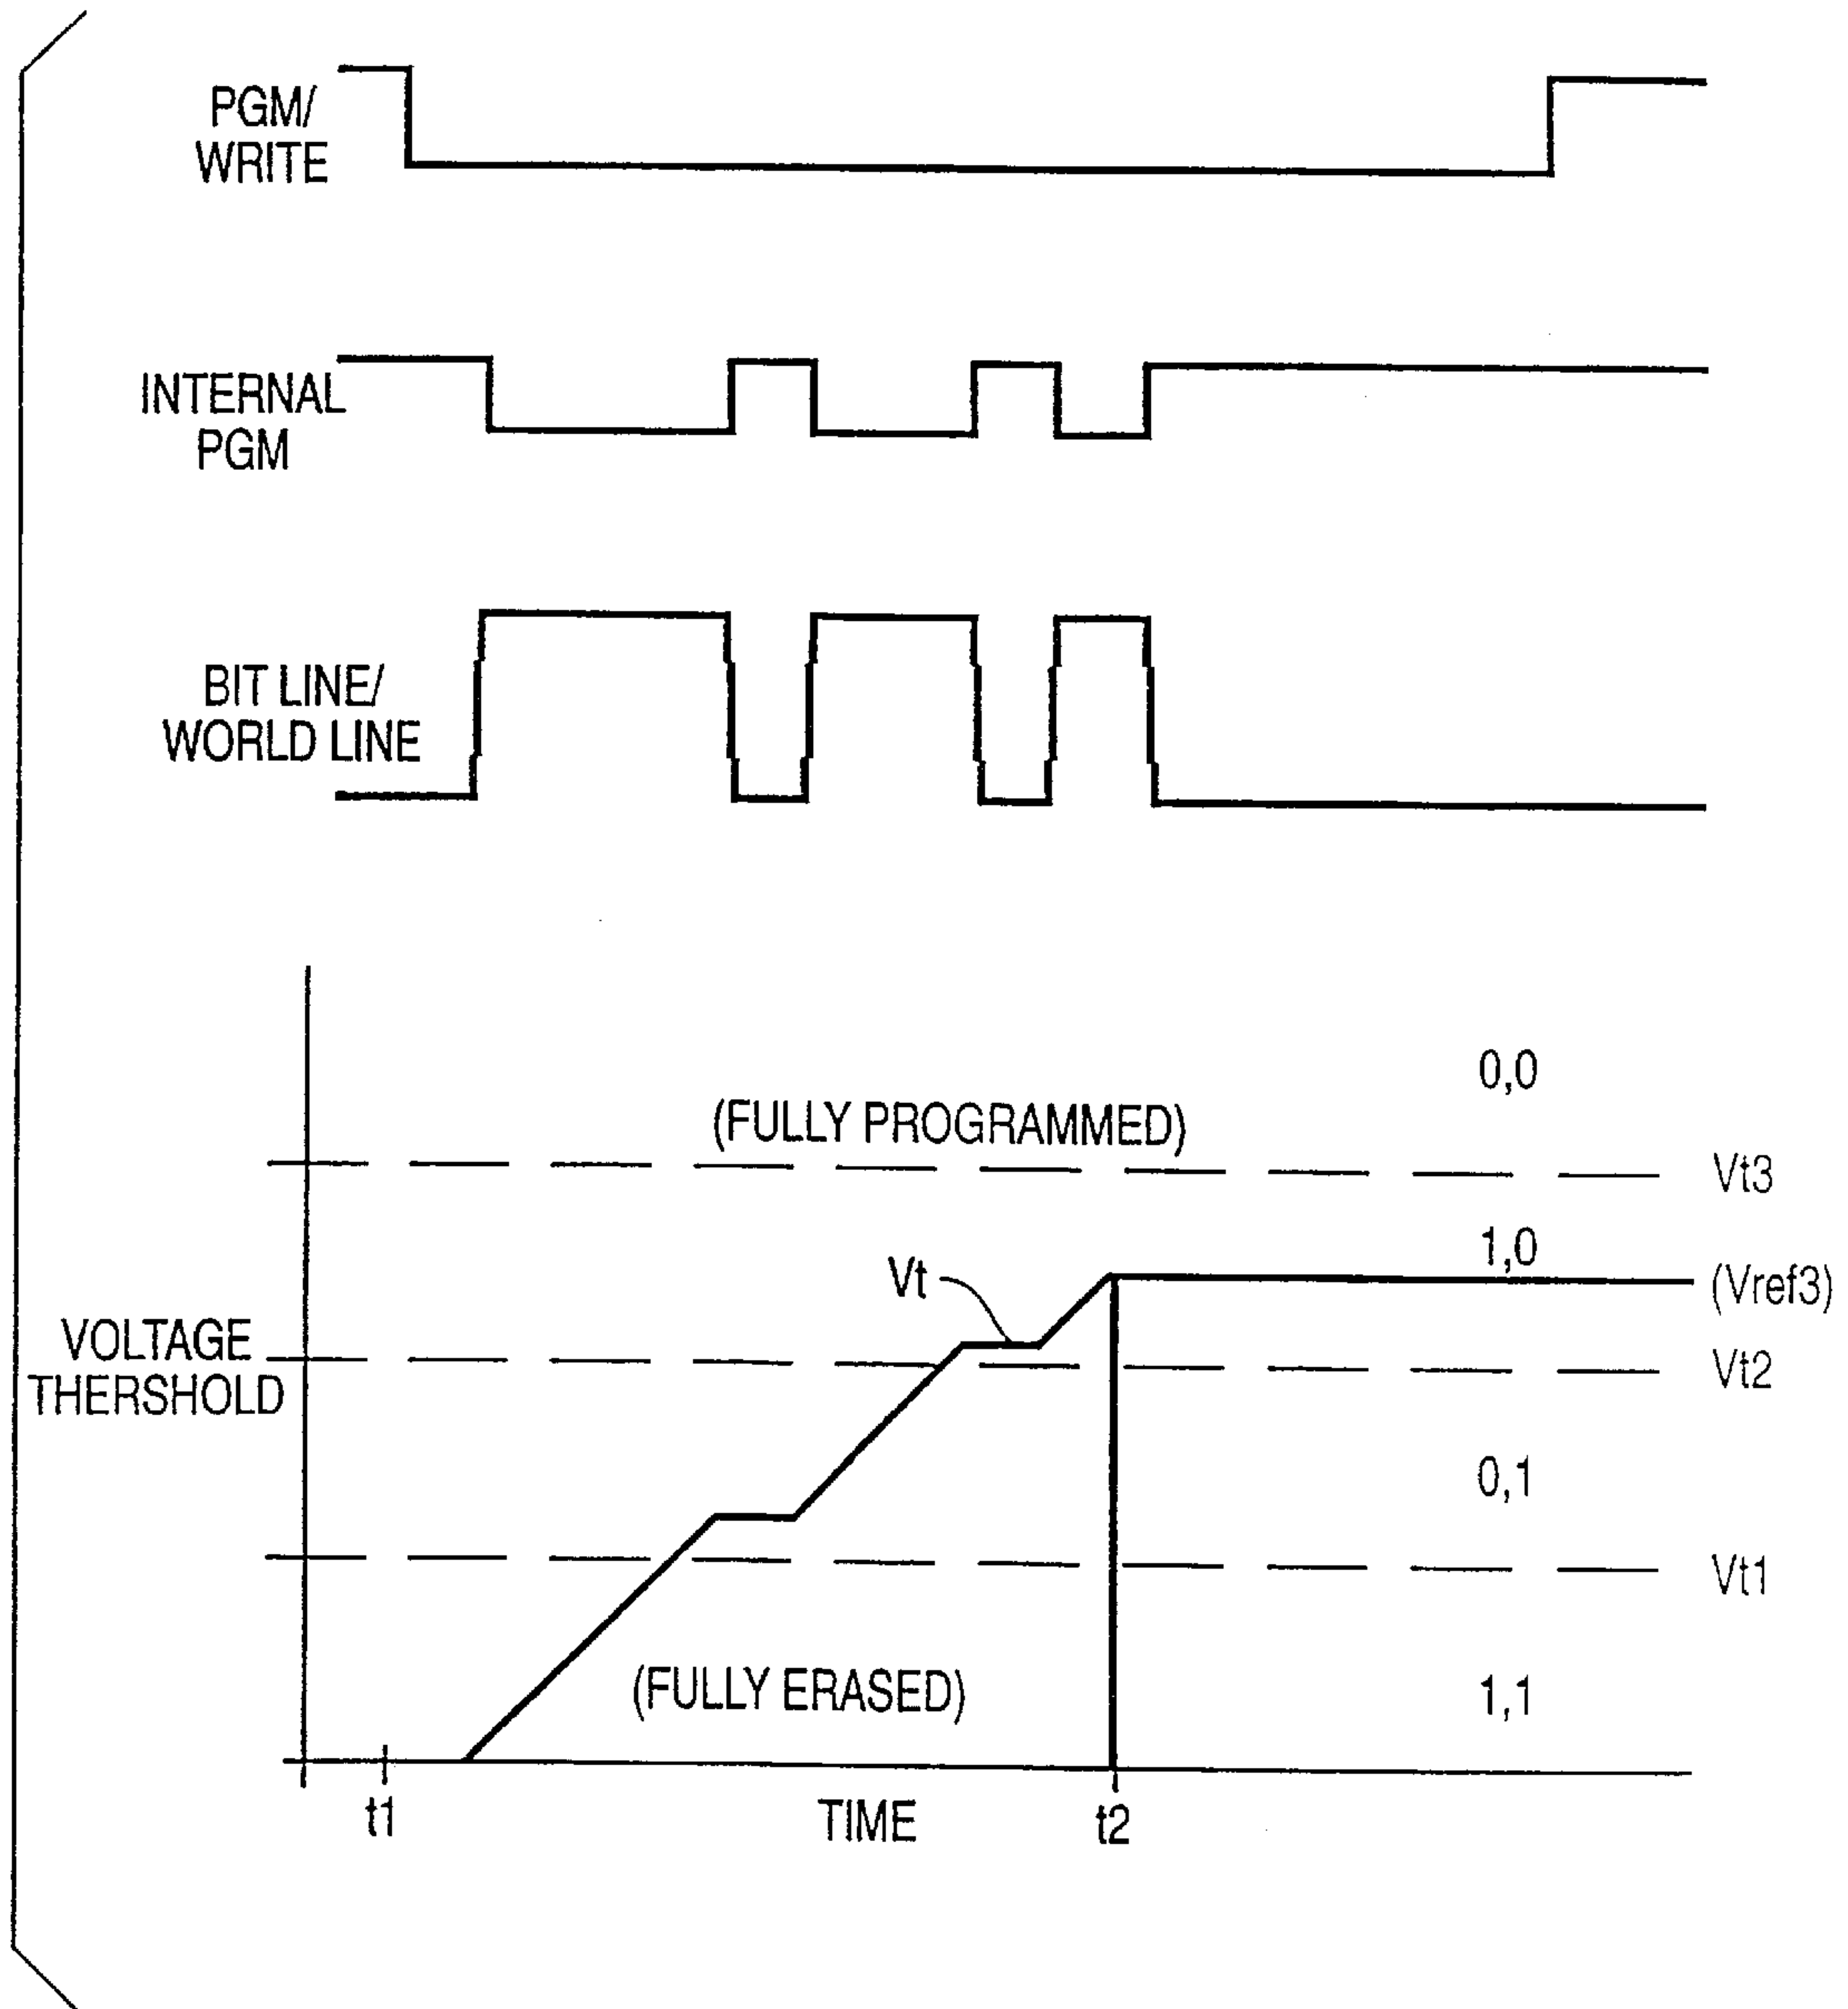 PGM/
WRITE
INTERNAL
PGM
BIT LINE/
WORLD LINE
0,0
(FULLY PROGRAMMED)
Vt3
1,0
Vt
(Vref3)
VOLTAGE
THERSHOLD
Vt2
0,1
Vt1
(FULLY ERASED)
1,1
t1
TIME
t2